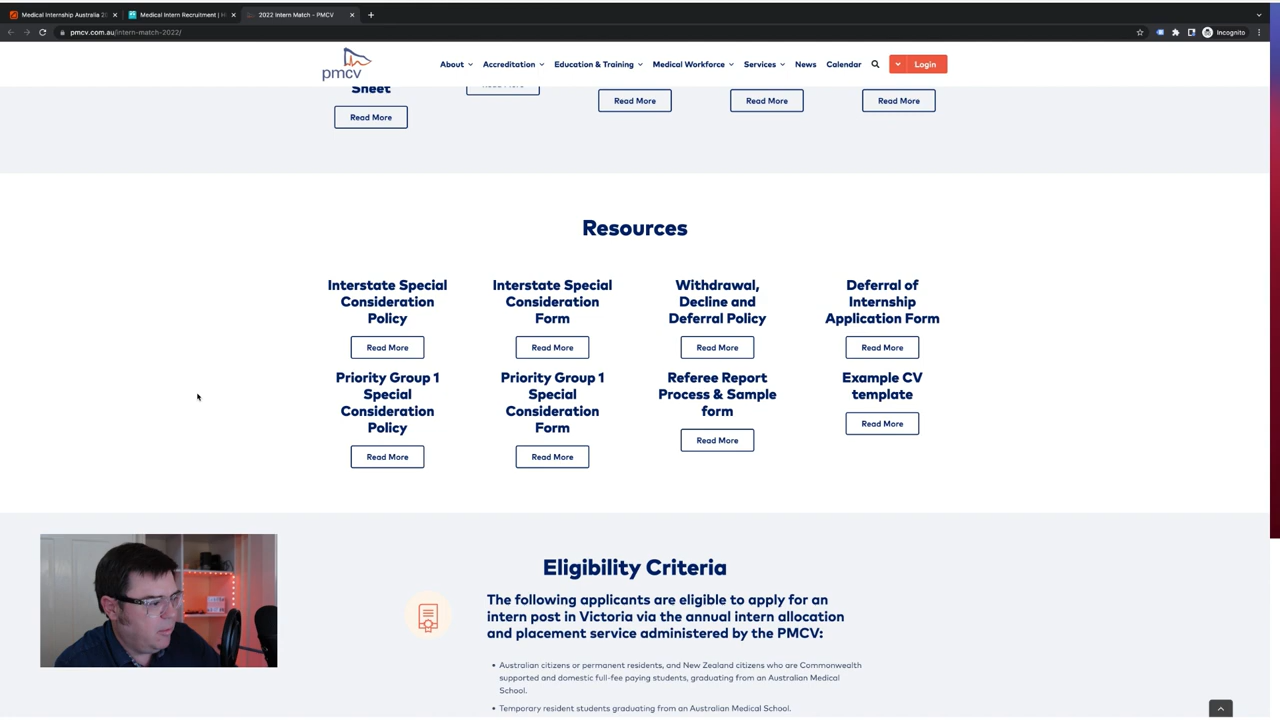 Medical Internship Australia 2
Medical Intern Recruitment | H
2022 Intern Match - PMCV
pmcv.com.au/intern-match-2022/
Incognito
pmcv
About
Accreditation
Education & Training
Medical Workforce
Services
News
Calendar
Login
Sheet
Read More
Read More
Read More
Read More
Read More
Resources
Interstate Special
Consideration
Policy
Read More
Interstate Special
Consideration
Form
Read More
Withdrawal,
Decline and
Deferral Policy
Read More
Deferral of
Internship
Application Form
Read More
Priority Group 1
Special
Consideration
Policy
Read More
Priority Group 1
Special
Consideration
Form
Read More
Referee Report
Process & Sample
form
Read More
Example CV
template
Read More
Eligibility Criteria
The following applicants are eligible to apply for an
intern post in Victoria via the annual intern allocation
and placement service administered by the PMCV:
• Australian citizens or permanent residents, and New Zealand citizens who are Commonwealth
supported and domestic full-fee paying students, graduating from an Australian Medical
School.
• Temporary resident students graduating from an Australian Medical School.